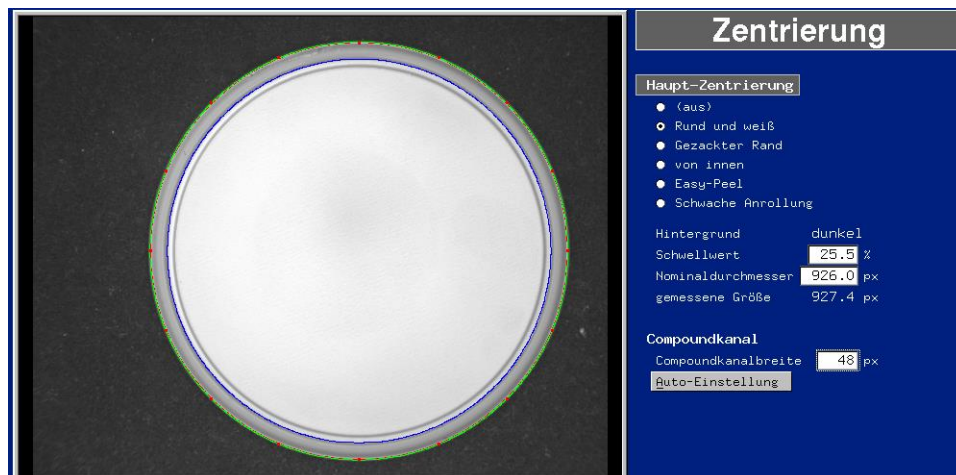 Zentrierung
Haupt-Zentrierung
(aus)
Rund und weiß
Gezackter Rand
von innen
Easy-Peel
Schwache Anrollung
Hintergrund dunkel
Schwellwert 25.5 %
Nominaldurchmesser 926.0 px
gemessene Größe 927.4 px
Compoundkanal
Compoundkanalbreite 48 px
Auto-Einstellung